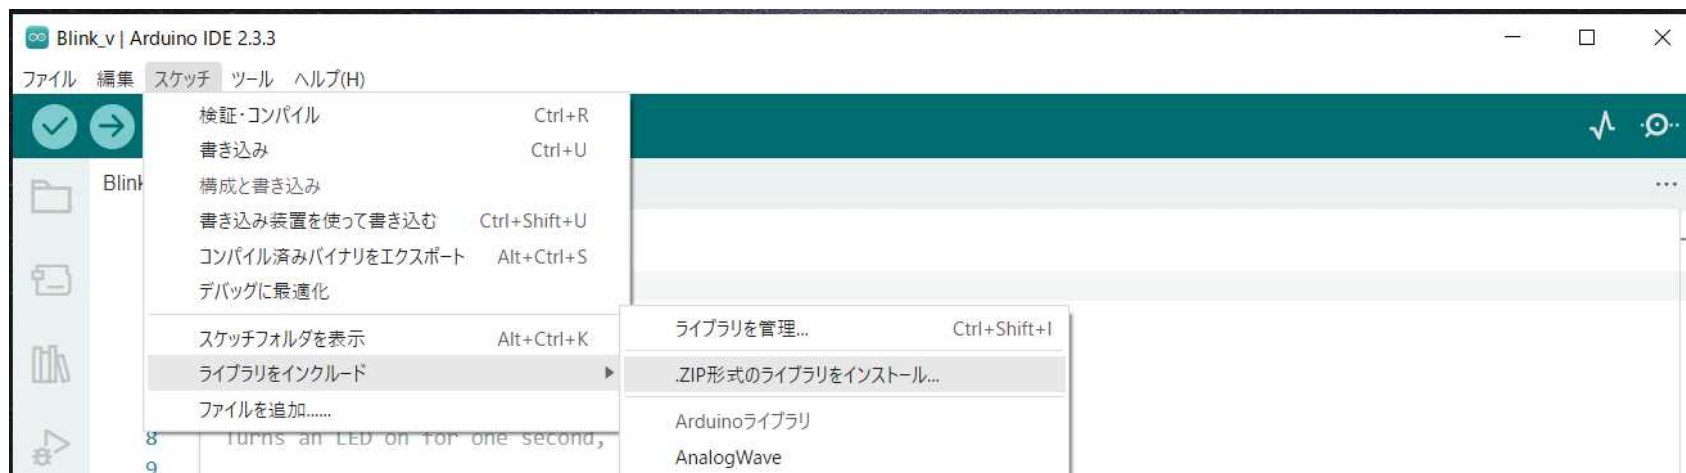 Blink_v | Arduino IDE 2.3.3
ファイル 編集 スケッチ ツール ヘルプ(H)
検証・コンパイル Ctrl+R
書き込み Ctrl+U
構成と書き込み
書き込み装置を使って書き込む Ctrl+Shift+U
コンパイル済みバイナリをエクスポート Alt+Ctrl+S
デバッグに最適化
スケッチフォルダを表示 Alt+Ctrl+K
ライブラリをインクルード
ファイルを追加......
Blink
ライブラリを管理... Ctrl+Shift+I
.ZIP形式のライブラリをインストール...
Arduinoライブラリ
AnalogWave
8 Turns an LED on for one second,
9